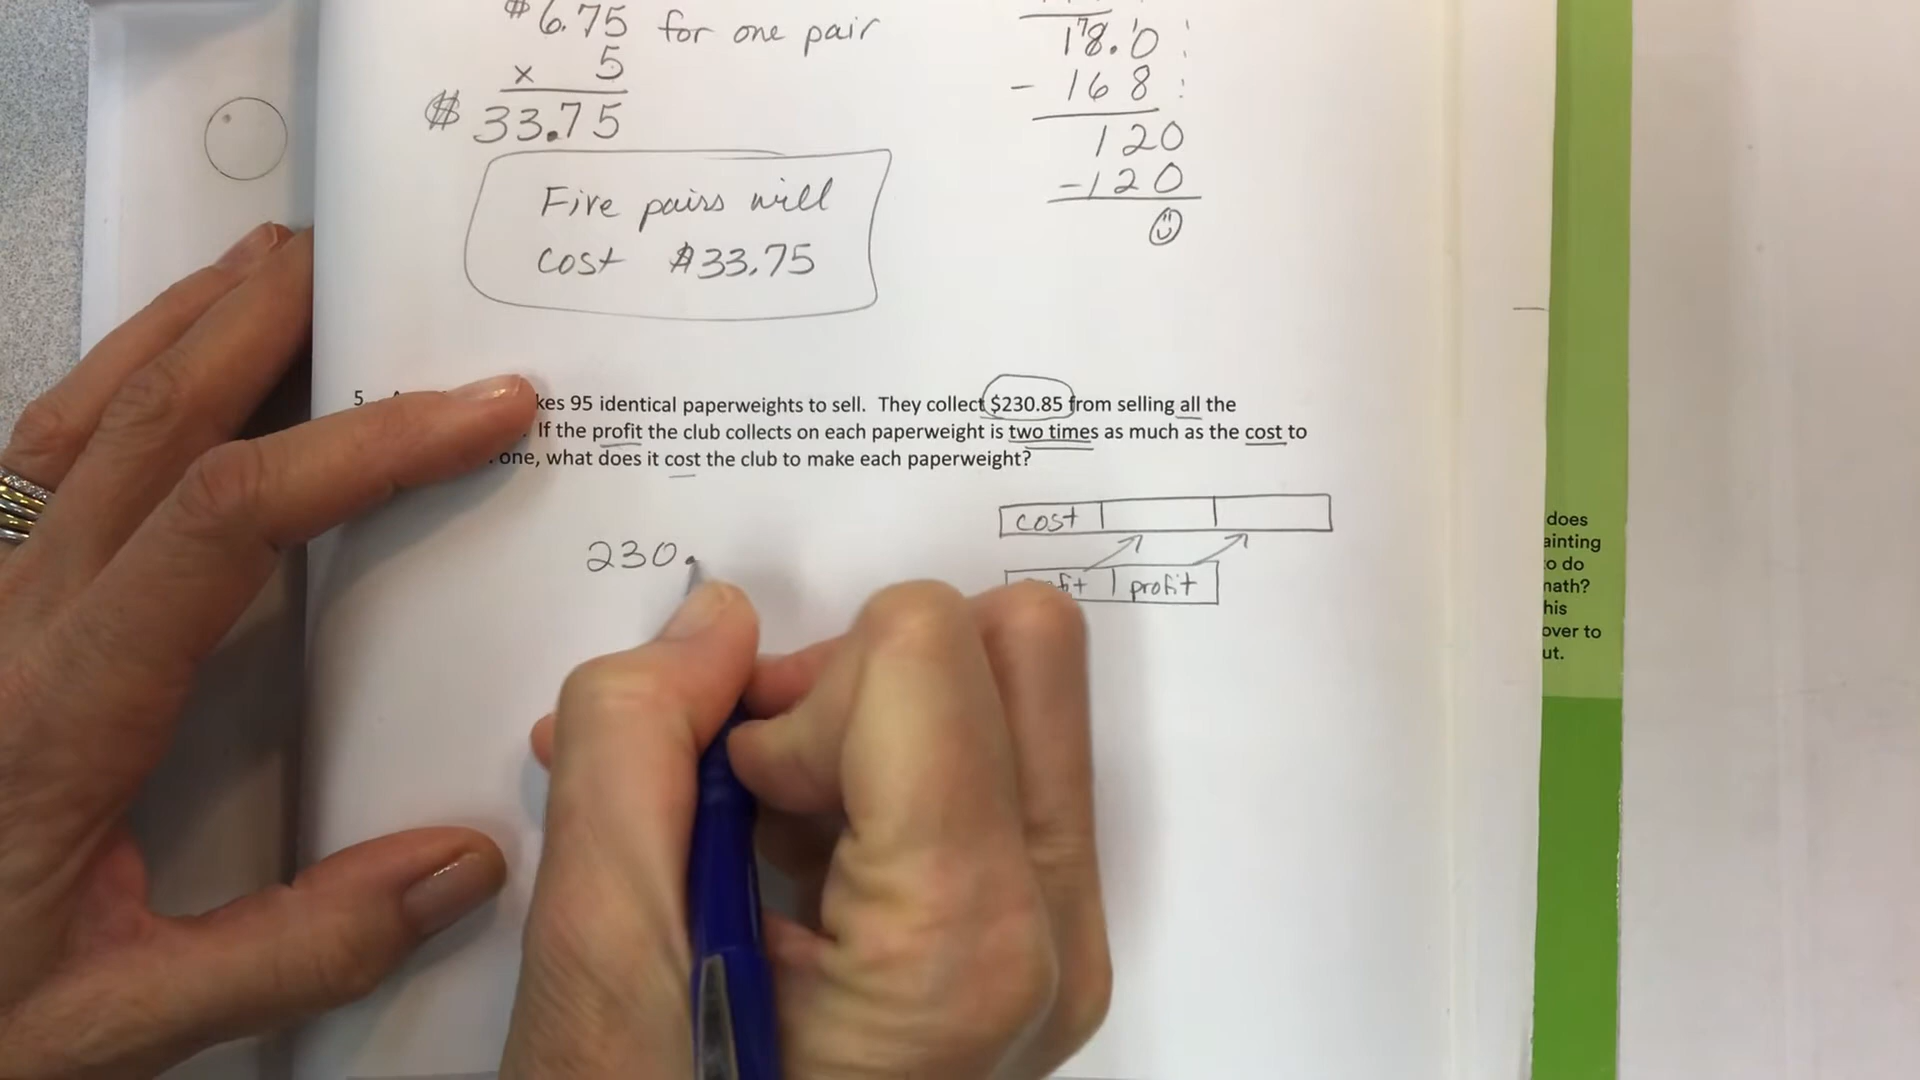 $6.75 for one pair
x 5
$33.75
Five pairs will
cost $33.75
18.0
- 168
120
-120
5. kes 95 identical paperweights to sell. They collect $230.85 from selling all the
If the profit the club collects on each paperweight is two times as much as the cost to
one, what does it cost the club to make each paperweight?
cost
profit
230.
does
ainting
o do
nath?
his
over to
ut.